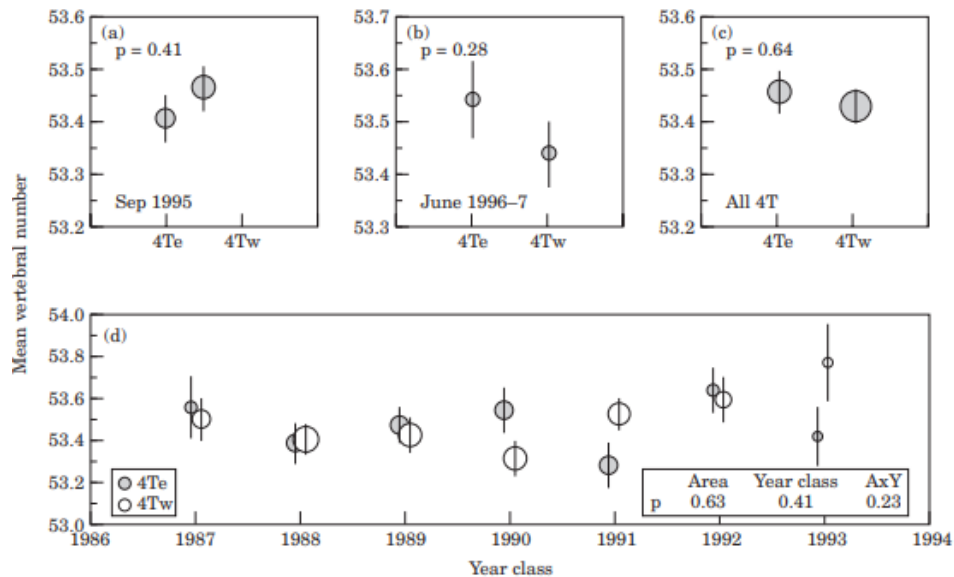 53.6
53.5
53.4
53.3
53.2
(a)
p = 0.41
Sep 1995
4Te
4Tw
53.7
53.6
53.5
53.4
53.3
(b)
p = 0.28
June 1996–7
4Te
4Tw
53.6
53.5
53.4
53.3
53.2
(c)
p = 0.64
All 4T
4Te
4Tw
Mean vertebral number
54.0
53.8
53.6
53.4
53.2
53.0
(d)
4Te
4Tw
Area Year class AxY
p 0.63 0.41 0.23
1986 1987 1988 1989 1990 1991 1992 1993 1994
Year class